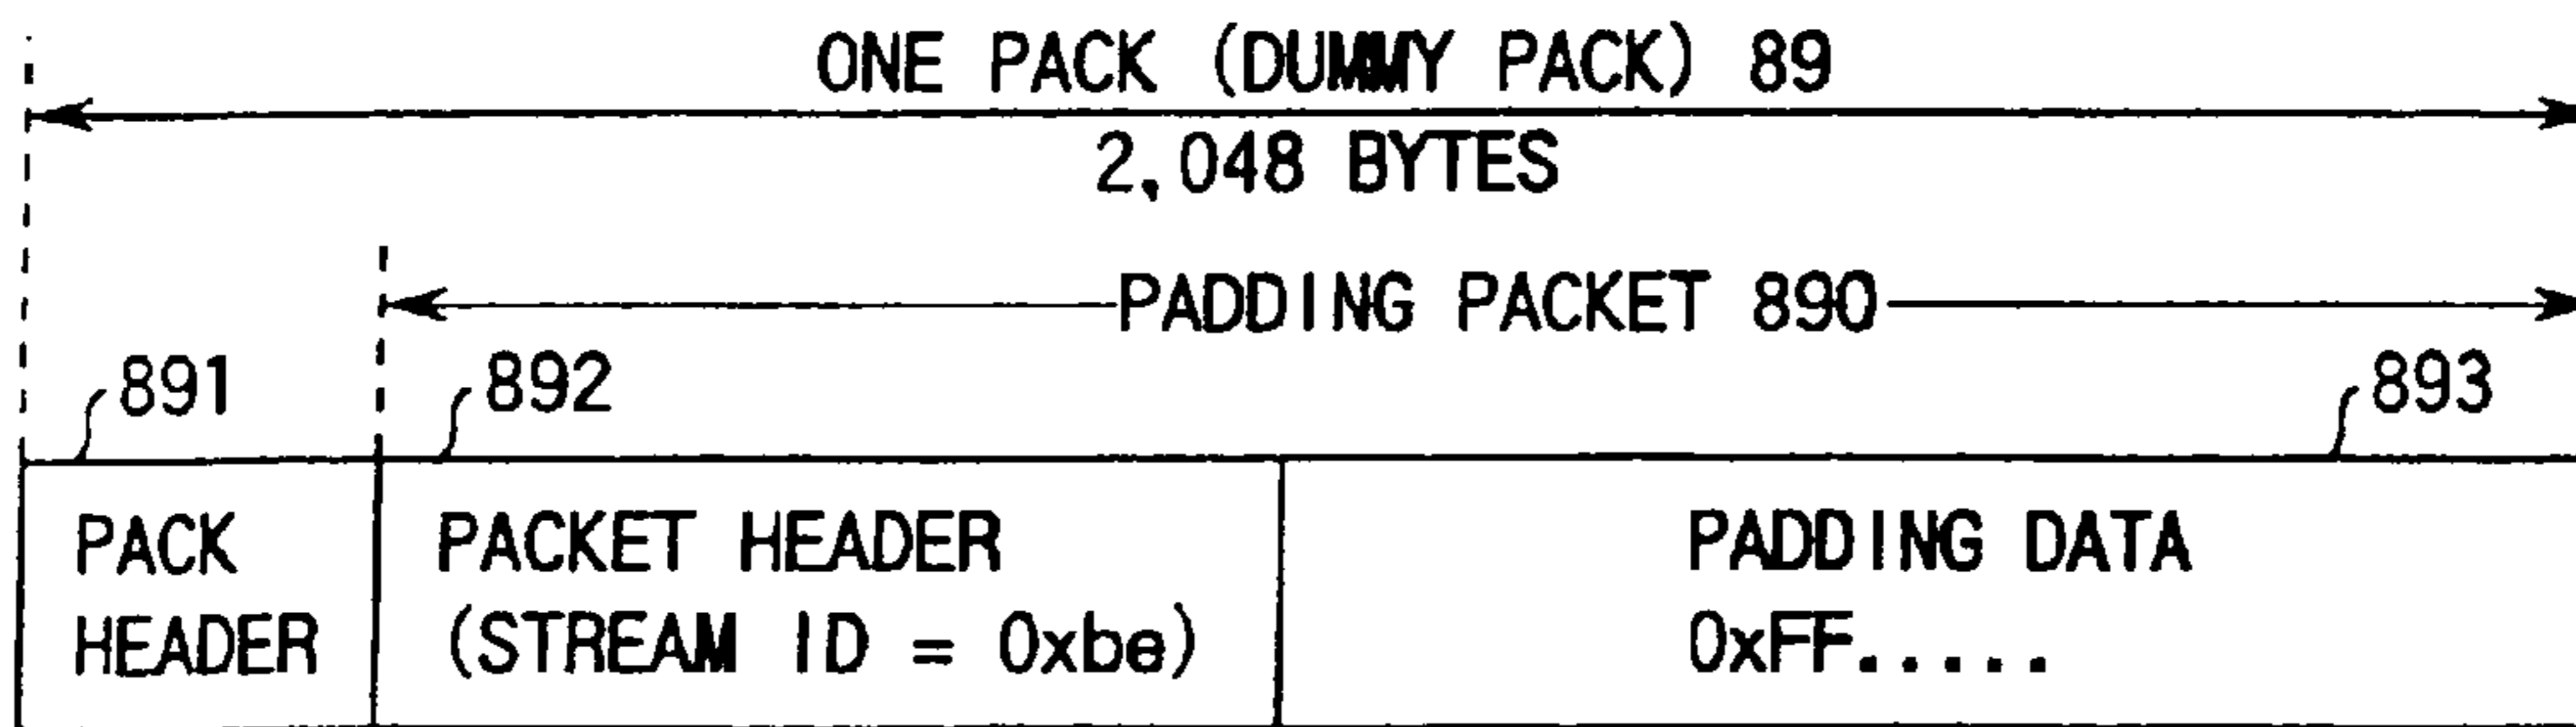 ONE PACK (DUMMY PACK) 89
2,048 BYTES
PADDING PACKET 890
891 892 893
PACK HEADER
PACKET HEADER
(STREAM ID = 0xbe)
PADDING DATA
0xFF.....